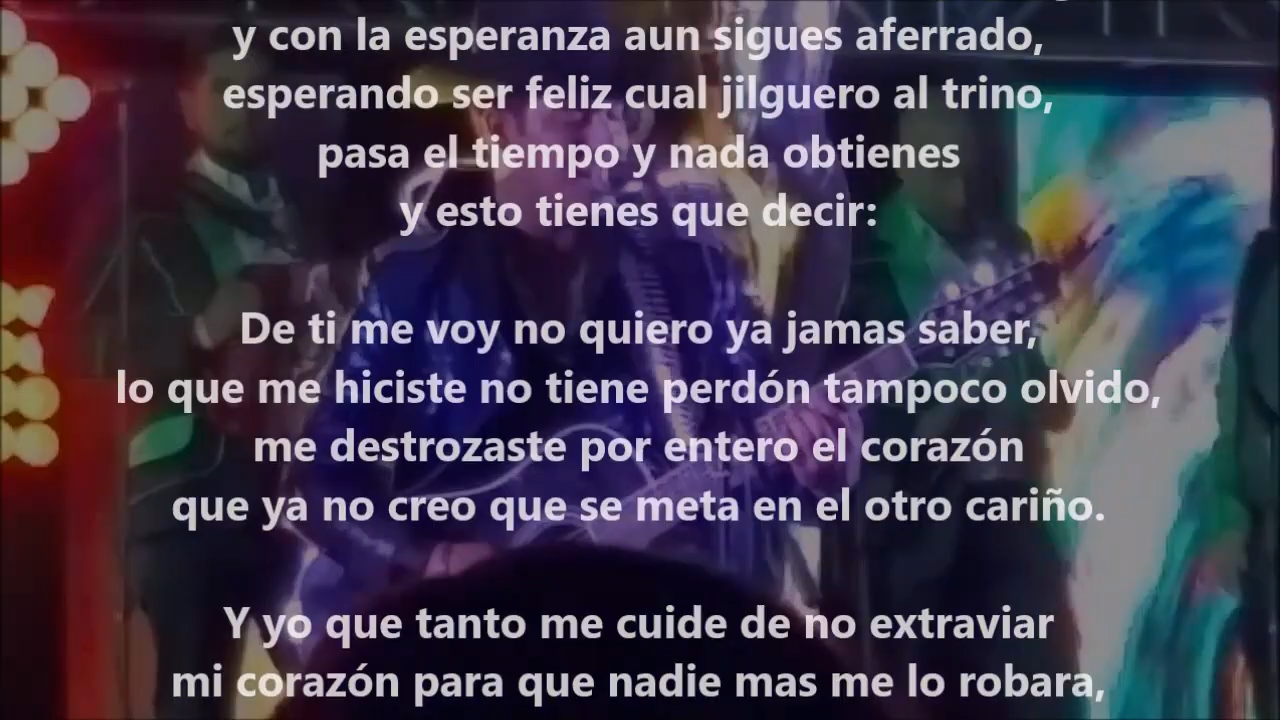 y con la esperanza aun sigues aferrado,
esperando ser feliz cual jilguero al trino,
pasa el tiempo y nada obtienes
y esto tienes que decir:
De ti me voy no quiero ya jamas saber,
lo que me hiciste no tiene perdón tampoco olvido,
me destrozaste por entero el corazón
que ya no creo que se meta en el otro cariño.
Y yo que tanto me cuide de no extraviar
mi corazón para que nadie mas me lo robara,